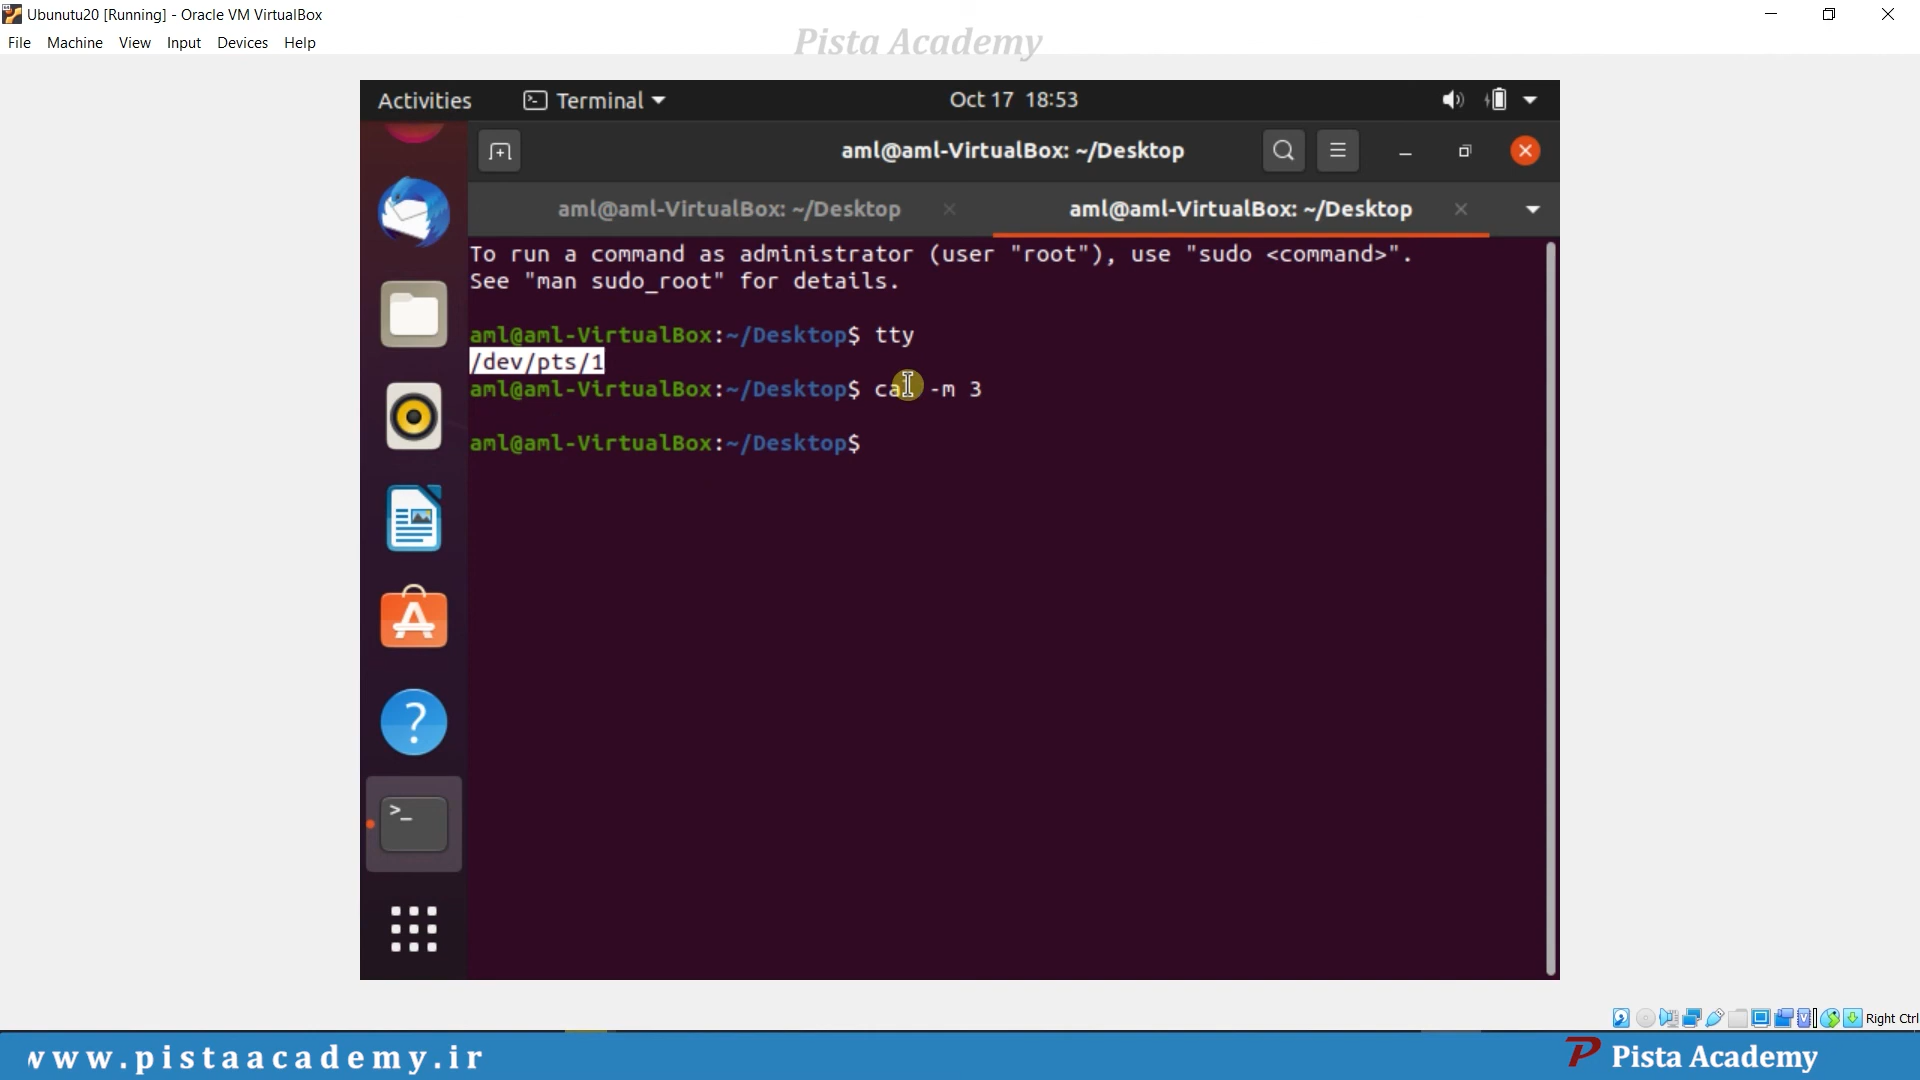 Ubunutu20 [Running] - Oracle VM VirtualBox
File Machine View Input Devices Help
Pista Academy
Activities Terminal Oct 17 18:53
aml@aml-VirtualBox: ~/Desktop
aml@aml-VirtualBox: ~/Desktop aml@aml-VirtualBox: ~/Desktop
To run a command as administrator (user "root"), use "sudo <command>".
See "man sudo_root" for details.
aml@aml-VirtualBox:~/Desktop$ tty
/dev/pts/1
aml@aml-VirtualBox:~/Desktop$ -m 3
aml@aml-VirtualBox:~/Desktop$
Right Ctrl
www.pistaacademy.ir
Pista Academy